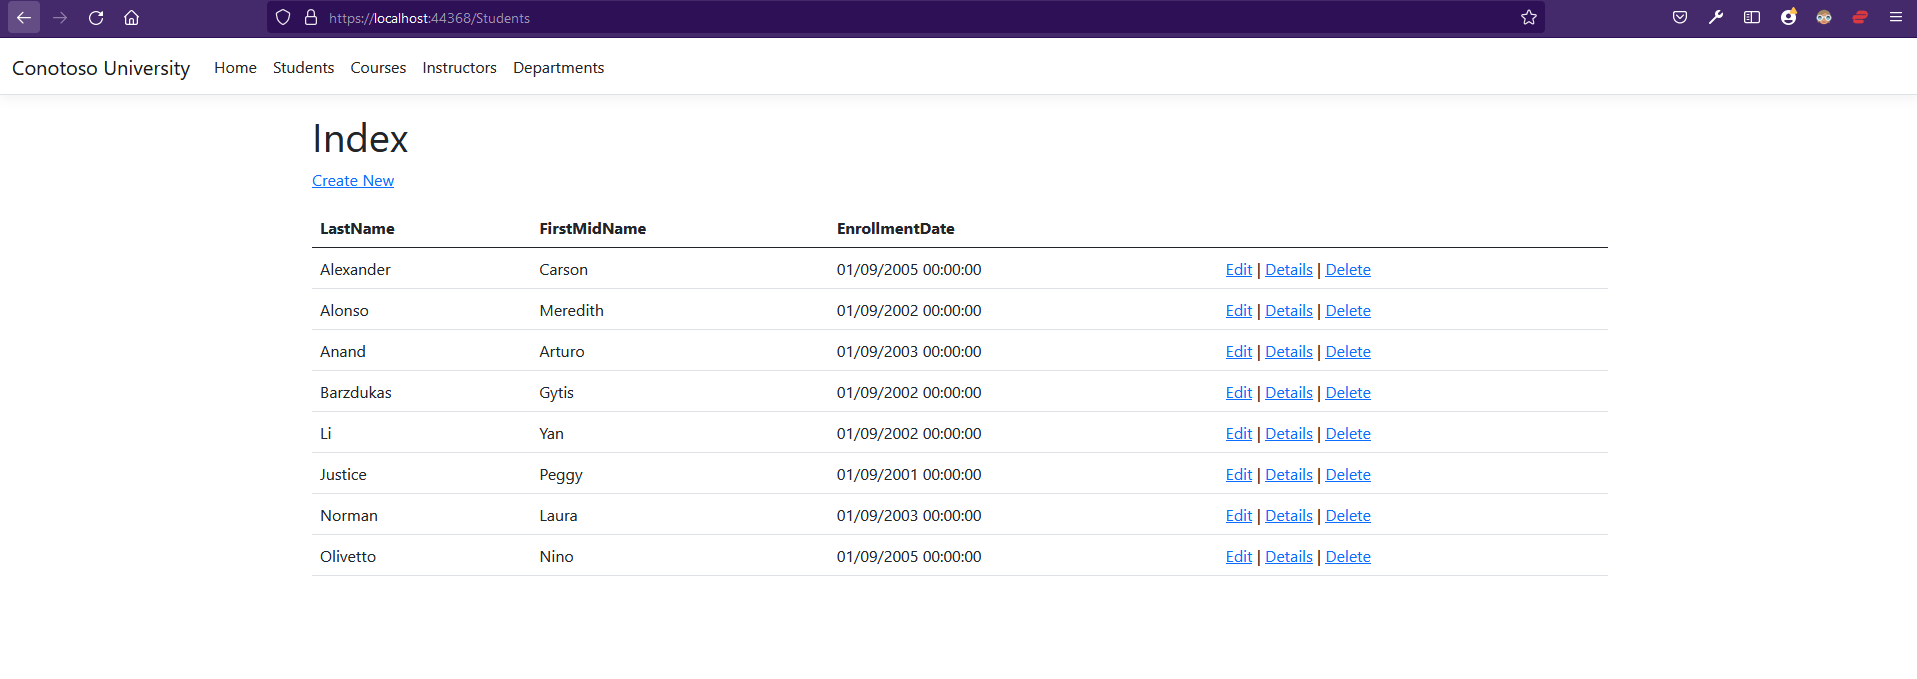 https://localhost:44368/Students
Conotoso University Home Students Courses Instructors Departments
Index
Create New
LastName FirstMidName EnrollmentDate
Alexander Carson 01/09/2005 00:00:00 Edit | Details | Delete
Alonso Meredith 01/09/2002 00:00:00 Edit | Details | Delete
Anand Arturo 01/09/2003 00:00:00 Edit | Details | Delete
Barzdukas Gytis 01/09/2002 00:00:00 Edit | Details | Delete
Li Yan 01/09/2002 00:00:00 Edit | Details | Delete
Justice Peggy 01/09/2001 00:00:00 Edit | Details | Delete
Norman Laura 01/09/2003 00:00:00 Edit | Details | Delete
Olivetto Nino 01/09/2005 00:00:00 Edit | Details | Delete